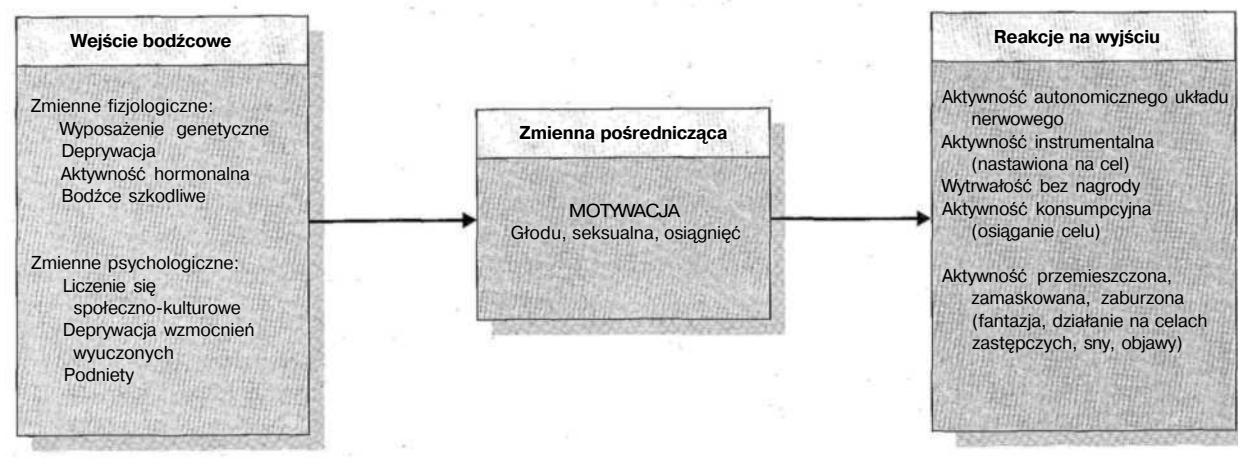 Wejście bodźcowe
Zmienne fizjologiczne:
Wyposażenie genetyczne
Deprywacja
Aktywność hormonalna
Bodźce szkodliwe
Zmienne psychologiczne:
Liczenie się
społeczno-kulturowe
Deprywacja wzmocnień
wyuczonych
Podniety
Zmienna pośrednicząca
MOTYWACJA
Głodu, seksualna, osiągnięć
Reakcje na wyjściu
Aktywność autonomicznego układu
nerwowego
Aktywność instrumentalna
(nastawiona na cel)
Wytrwałość bez nagrody
Aktywność konsumpcyjna
(osiąganie celu)
Aktywność przemieszczona,
zamaskowana, zaburzona
(fantazja, działanie na celach
zastępczych, sny, objawy)